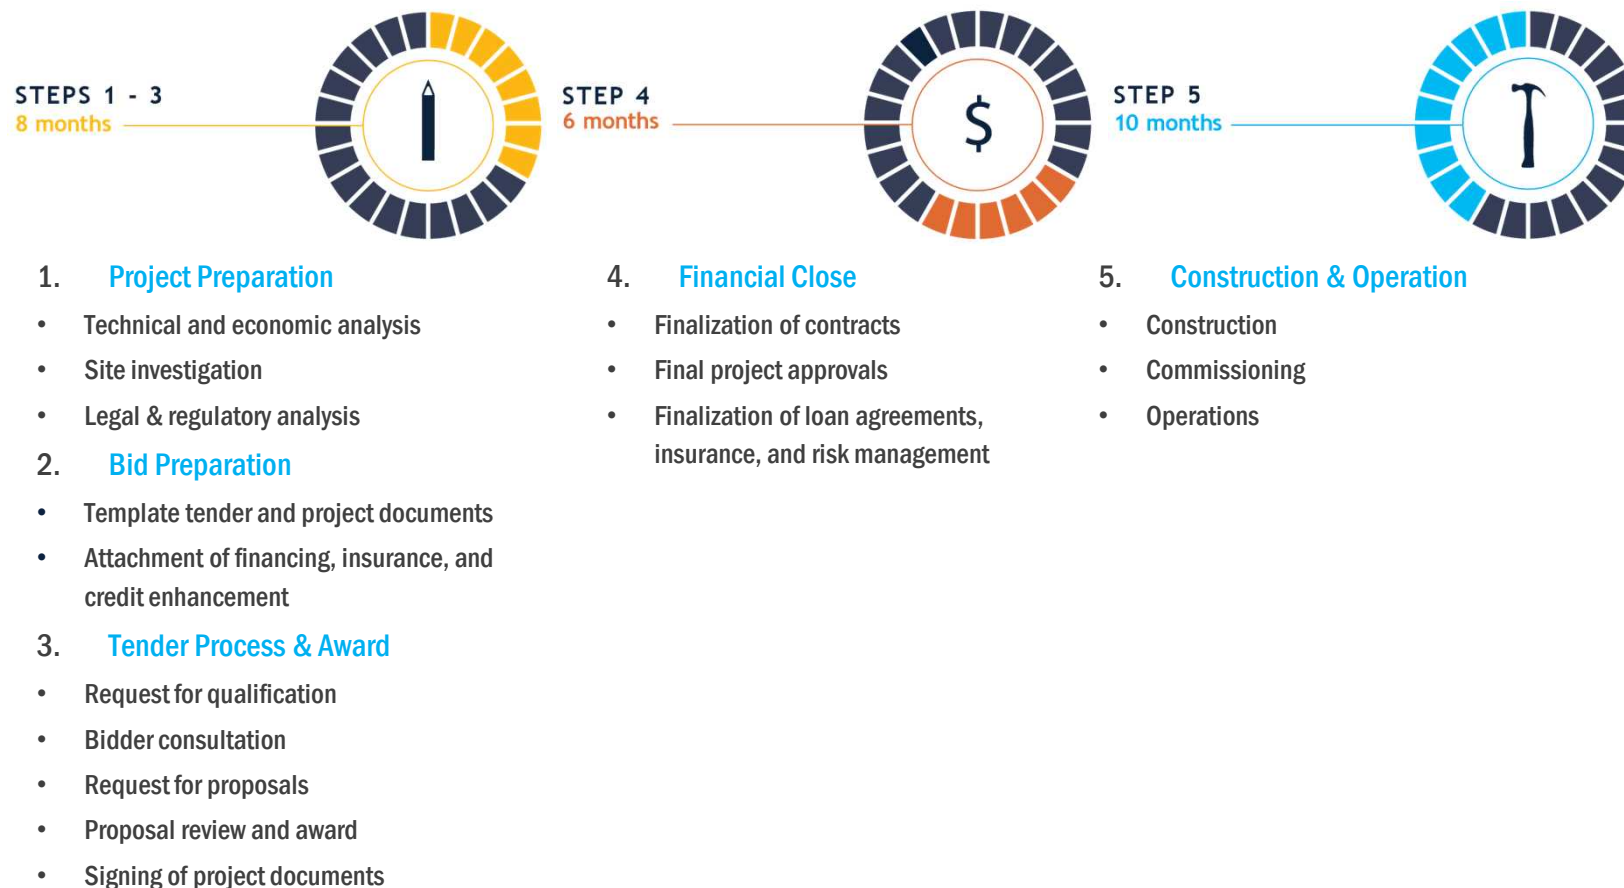 STEPS 1 - 3
8 months
STEP 4
6 months
$
STEP 5
10 months
1. Project Preparation
• Technical and economic analysis
• Site investigation
• Legal & regulatory analysis
2. Bid Preparation
• Template tender and project documents
• Attachment of financing, insurance, and
credit enhancement
3. Tender Process & Award
• Request for qualification
• Bidder consultation
• Request for proposals
• Proposal review and award
• Signing of project documents
4. Financial Close
• Finalization of contracts
• Final project approvals
• Finalization of loan agreements,
insurance, and risk management
5. Construction & Operation
• Construction
• Commissioning
• Operations